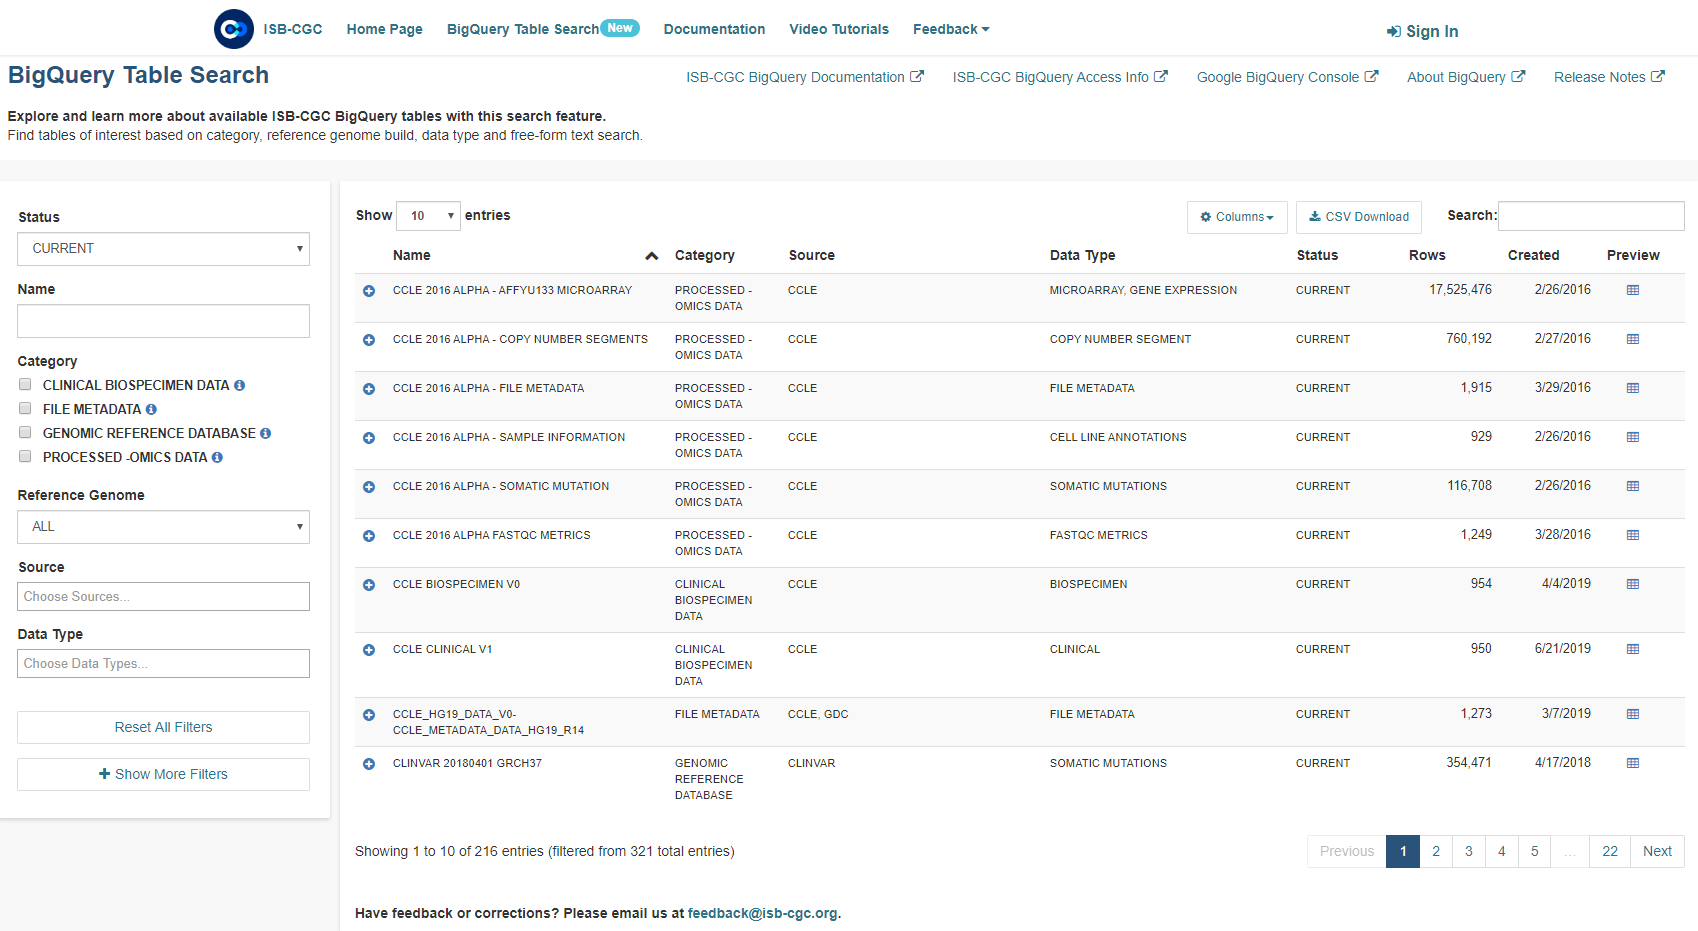 ISB-CGC Home Page BigQuery Table Search New Documentation Video Tutorials Feedback Sign In
BigQuery Table Search
ISB-CGC BigQuery Documentation ISB-CGC BigQuery Access Info Google BigQuery Console About BigQuery Release Notes
Explore and learn more about available ISB-CGC BigQuery tables with this search feature.
Find tables of interest based on category, reference genome build, data type and free-form text search.
Status
CURRENT
Name
Category
CLINICAL BIOSPECIMEN DATA
FILE METADATA
GENOMIC REFERENCE DATABASE
PROCESSED -OMICS DATA
Reference Genome
ALL
Source
Choose Sources...
Data Type
Choose Data Types...
Reset All Filters
Show More Filters
Show 10 entries Columns CSV Download Search:
Name Category Source Data Type Status Rows Created Preview
CCLE 2016 ALPHA - AFFYU133 MICROARRAY PROCESSED - CCLE MICROARRAY, GENE EXPRESSION CURRENT 17,525,476 2/26/2016
OMICS DATA
CCLE 2016 ALPHA - COPY NUMBER SEGMENTS PROCESSED - CCLE COPY NUMBER SEGMENT CURRENT 760,192 2/27/2016
OMICS DATA
CCLE 2016 ALPHA - FILE METADATA PROCESSED - CCLE FILE METADATA CURRENT 1,915 3/29/2016
OMICS DATA
CCLE 2016 ALPHA - SAMPLE INFORMATION PROCESSED - CCLE CELL LINE ANNOTATIONS CURRENT 929 2/26/2016
OMICS DATA
CCLE 2016 ALPHA - SOMATIC MUTATION PROCESSED - CCLE SOMATIC MUTATIONS CURRENT 116,708 2/26/2016
OMICS DATA
CCLE 2016 ALPHA FASTQC METRICS PROCESSED - CCLE FASTQC METRICS CURRENT 1,249 3/28/2016
OMICS DATA
CCLE BIOSPECIMEN V0 CLINICAL CCLE BIOSPECIMEN CURRENT 954 4/4/2019
BIOSPECIMEN
DATA
CCLE CLINICAL V1 CLINICAL CCLE CLINICAL CURRENT 950 6/21/2019
BIOSPECIMEN
DATA
CCLE_HG19_DATA_V0- FILE METADATA CCLE, GDC FILE METADATA CURRENT 1,273 3/7/2019
CCLE_METADATA_DATA_HG19_R14
CLINVAR 20180401 GRCH37 GENOMIC CLINVAR SOMATIC MUTATIONS CURRENT 354,471 4/17/2018
REFERENCE
DATABASE
Showing 1 to 10 of 216 entries (filtered from 321 total entries) Previous 1 2 3 4 5 … 22 Next
Have feedback or corrections? Please email us at feedback@isb-cgc.org.